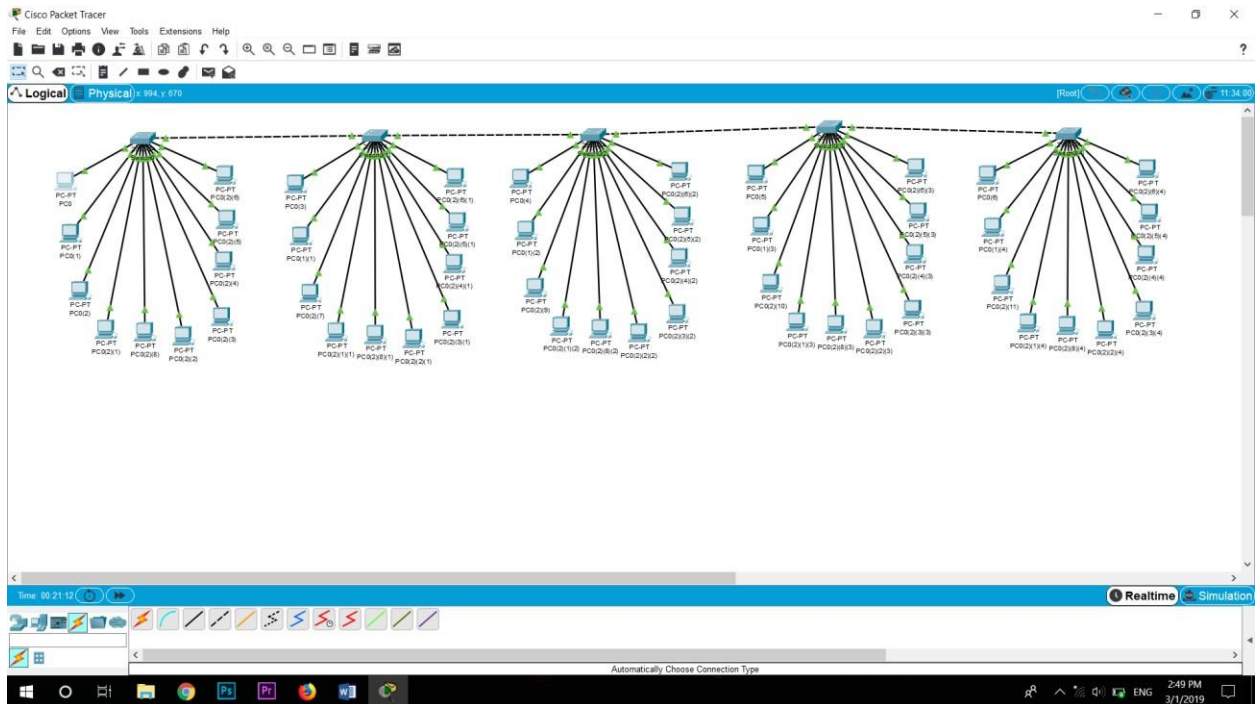 Cisco Packet Tracer
File Edit Options View Tools Extensions Help
?
Logical Physical x: 994, y: 670 [Root] 11:34:00
PC-PT
PC0
PC-PT
PC0(1)
PC-PT
PC0(2)
PC-PT
PC0(2)(1)
PC-PT
PC0(2)(8)
PC-PT
PC0(2)(2)
PC-PT
PC0(2)(3)
PC-PT
PC0(2)(4)
PC-PT
PC0(2)(5)
PC-PT
PC0(2)(6)
PC-PT
PC0(3)
PC-PT
PC0(1)(1)
PC-PT
PC0(2)(7)
PC-PT
PC0(2)(1)(1)
PC-PT
PC0(2)(8)(1)
PC-PT
PC0(2)(2)(1)
PC-PT
PC0(2)(3)(1)
PC-PT
PC0(2)(4)(1)
PC-PT
PC0(2)(5)(1)
PC-PT
PC0(2)(6)(1)
PC-PT
PC0(4)
PC-PT
PC0(1)(2)
PC-PT
PC0(2)(9)
PC-PT
PC0(2)(1)(2)
PC-PT
PC0(2)(8)(2)
PC-PT
PC0(2)(2)(2)
PC-PT
PC0(2)(3)(2)
PC-PT
PC0(2)(4)(2)
PC-PT
PC0(2)(5)(2)
PC-PT
PC0(2)(6)(2)
PC-PT
PC0(5)
PC-PT
PC0(1)(3)
PC-PT
PC0(2)(10)
PC-PT
PC0(2)(1)(3)
PC-PT
PC0(2)(8)(3)
PC-PT
PC0(2)(2)(3)
PC-PT
PC0(2)(3)(3)
PC-PT
PC0(2)(4)(3)
PC-PT
PC0(2)(5)(3)
PC-PT
PC0(2)(6)(3)
PC-PT
PC0(6)
PC-PT
PC0(1)(4)
PC-PT
PC0(2)(11)
PC-PT
PC0(2)(1)(4)
PC-PT
PC0(2)(8)(4)
PC-PT
PC0(2)(2)(4)
PC-PT
PC0(2)(3)(4)
PC-PT
PC0(2)(4)(4)
PC-PT
PC0(2)(5)(4)
PC-PT
PC0(2)(6)(4)
Time: 00:21:12 Realtime Simulation
Automatically Choose Connection Type
Ps Pr W ENG 2:49 PM
3/1/2019